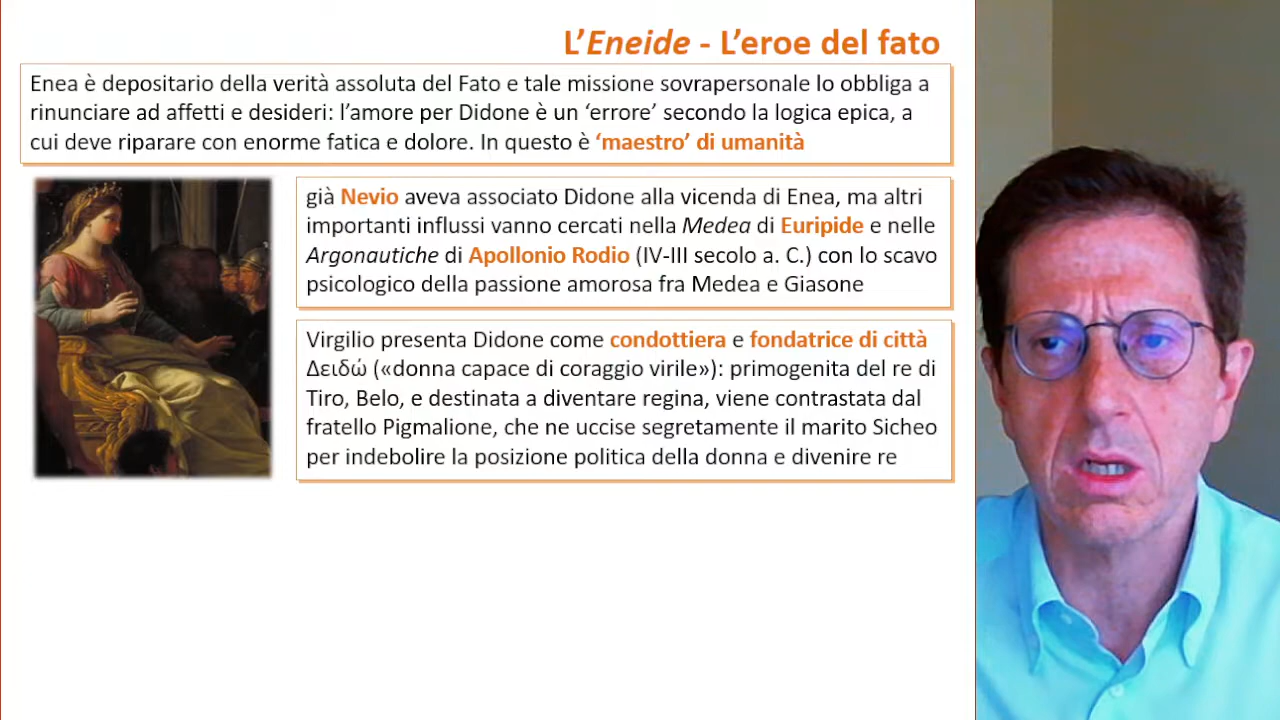 L’Eneide - L’eroe del fato
Enea è depositario della verità assoluta del Fato e tale missione sovrapersonale lo obbliga a
rinunciare ad affetti e desideri: l’amore per Didone è un ‘errore’ secondo la logica epica, a
cui deve riparare con enorme fatica e dolore. In questo è ‘maestro’ di umanità
già Nevio aveva associato Didone alla vicenda di Enea, ma altri
importanti influssi vanno cercati nella Medea di Euripide e nelle
Argonautiche di Apollonio Rodio (IV-III secolo a. C.) con lo scavo
psicologico della passione amorosa fra Medea e Giasone
Virgilio presenta Didone come condottiera e fondatrice di città
Δειδώ («donna capace di coraggio virile»): primogenita del re di
Tiro, Belo, e destinata a diventare regina, viene contrastata dal
fratello Pigmalione, che ne uccise segretamente il marito Sicheo
per indebolire la posizione politica della donna e divenire re